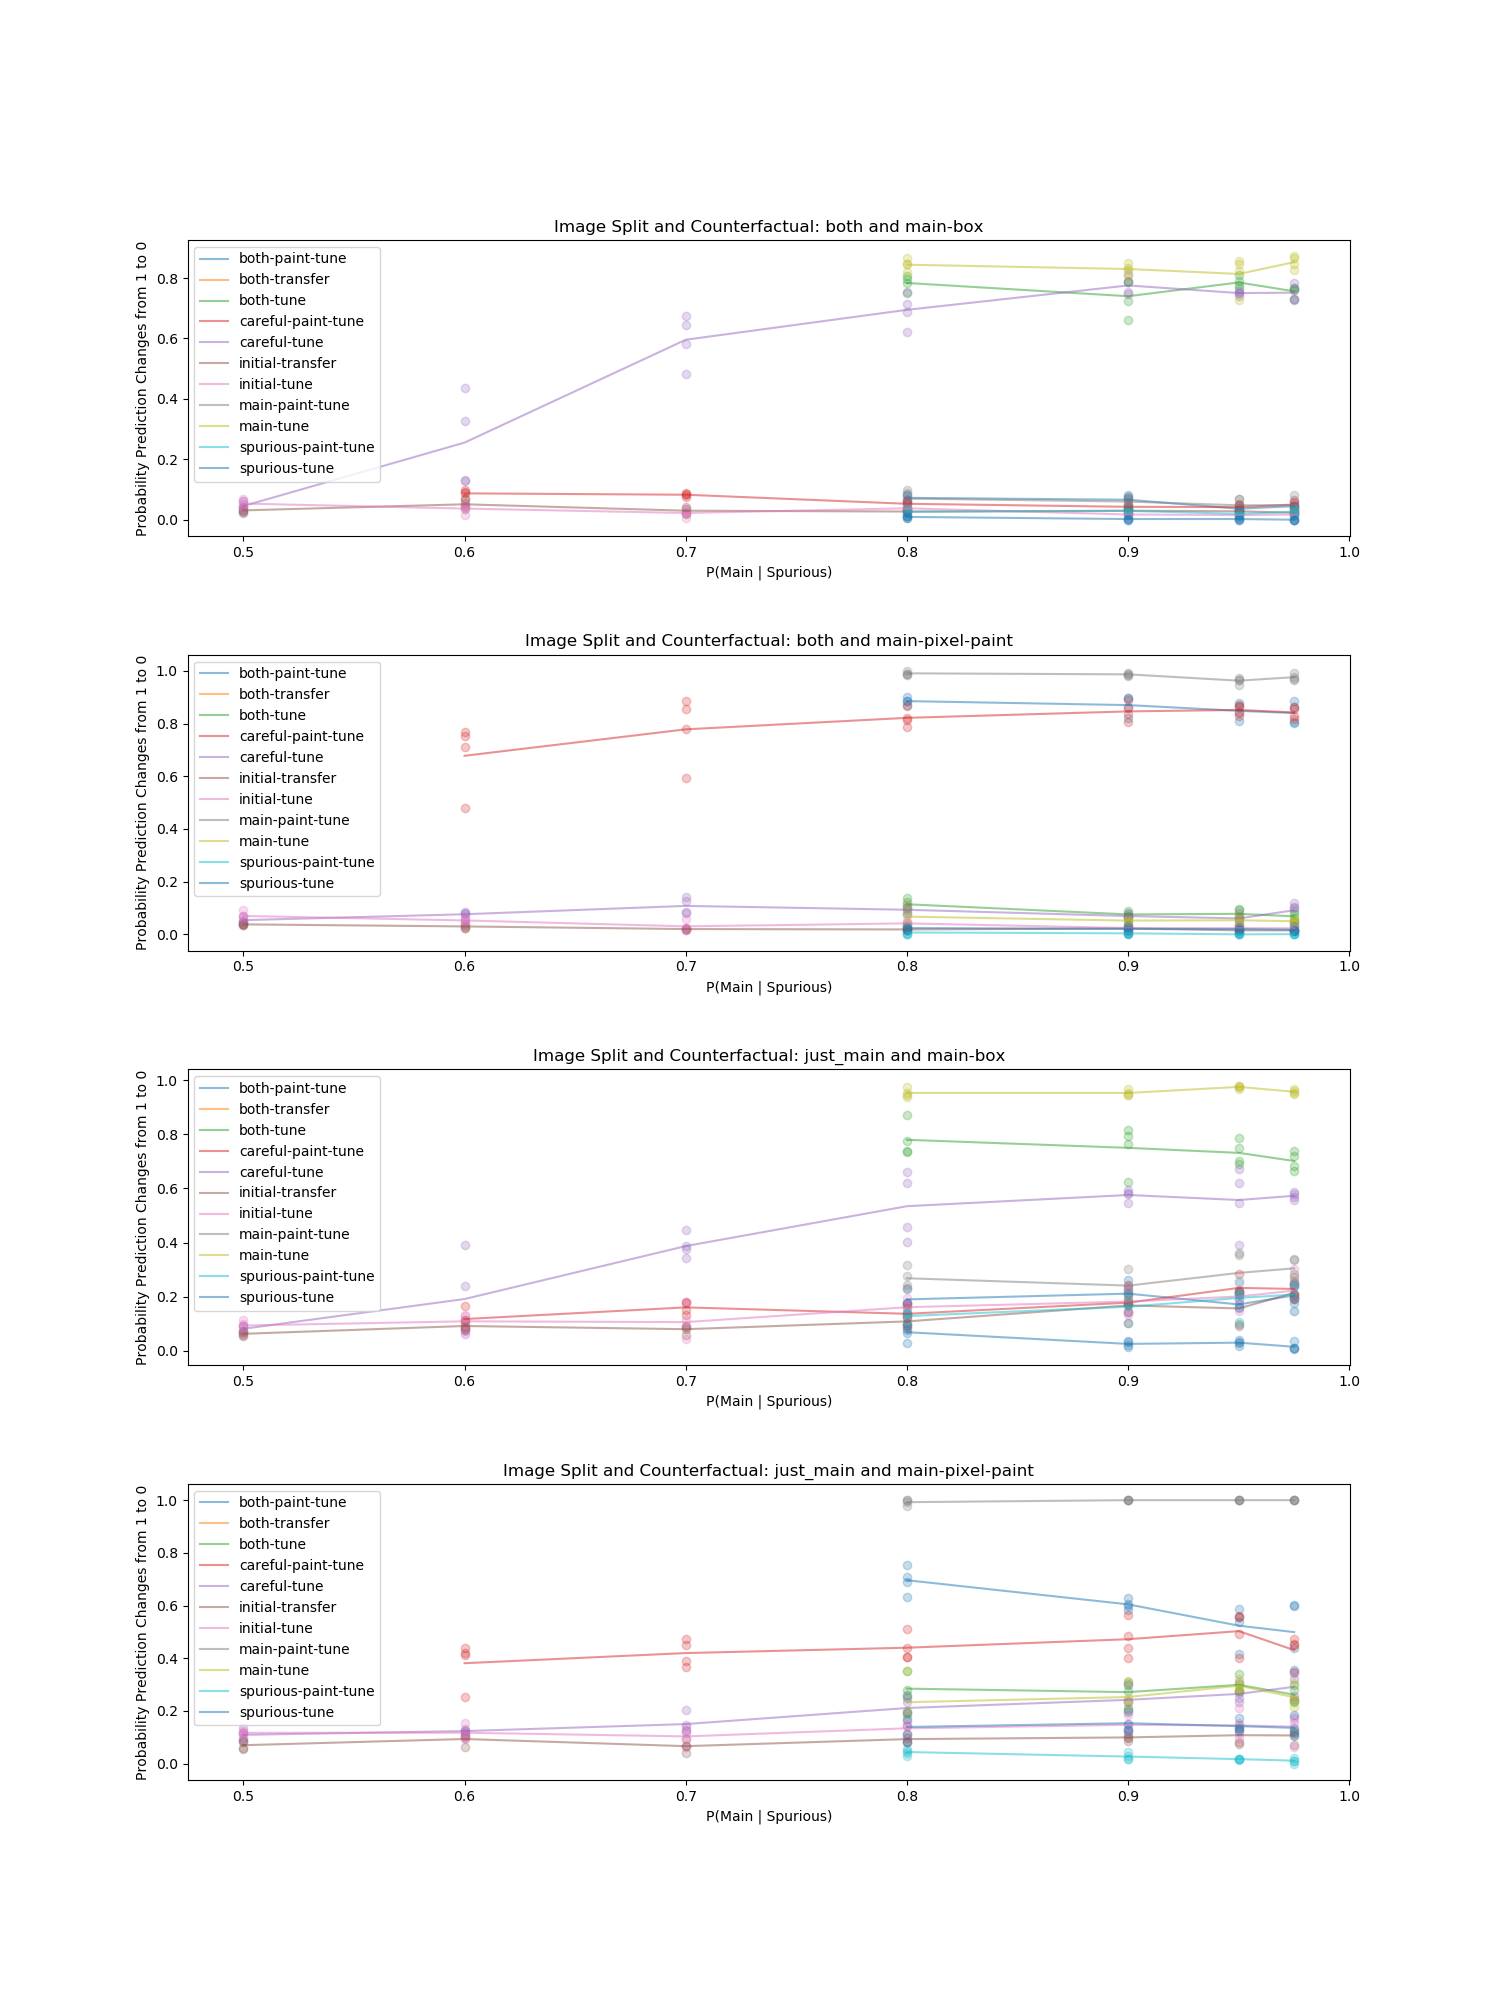 Image Split and Counterfactual: both and main-box
Probability Prediction Changes from 1 to 0
0.8
0.6
0.4
0.2
0.0
both-paint-tune
both-transfer
both-tune
careful-paint-tune
careful-tune
initial-transfer
initial-tune
main-paint-tune
main-tune
spurious-paint-tune
spurious-tune
0.5 0.6 0.7 0.8 0.9 1.0
P(Main | Spurious)
Image Split and Counterfactual: both and main-pixel-paint
Probability Prediction Changes from 1 to 0
1.0
0.8
0.6
0.4
0.2
0.0
both-paint-tune
both-transfer
both-tune
careful-paint-tune
careful-tune
initial-transfer
initial-tune
main-paint-tune
main-tune
spurious-paint-tune
spurious-tune
0.5 0.6 0.7 0.8 0.9 1.0
P(Main | Spurious)
Image Split and Counterfactual: just_main and main-box
Probability Prediction Changes from 1 to 0
1.0
0.8
0.6
0.4
0.2
0.0
both-paint-tune
both-transfer
both-tune
careful-paint-tune
careful-tune
initial-transfer
initial-tune
main-paint-tune
main-tune
spurious-paint-tune
spurious-tune
0.5 0.6 0.7 0.8 0.9 1.0
P(Main | Spurious)
Image Split and Counterfactual: just_main and main-pixel-paint
Probability Prediction Changes from 1 to 0
1.0
0.8
0.6
0.4
0.2
0.0
both-paint-tune
both-transfer
both-tune
careful-paint-tune
careful-tune
initial-transfer
initial-tune
main-paint-tune
main-tune
spurious-paint-tune
spurious-tune
0.5 0.6 0.7 0.8 0.9 1.0
P(Main | Spurious)